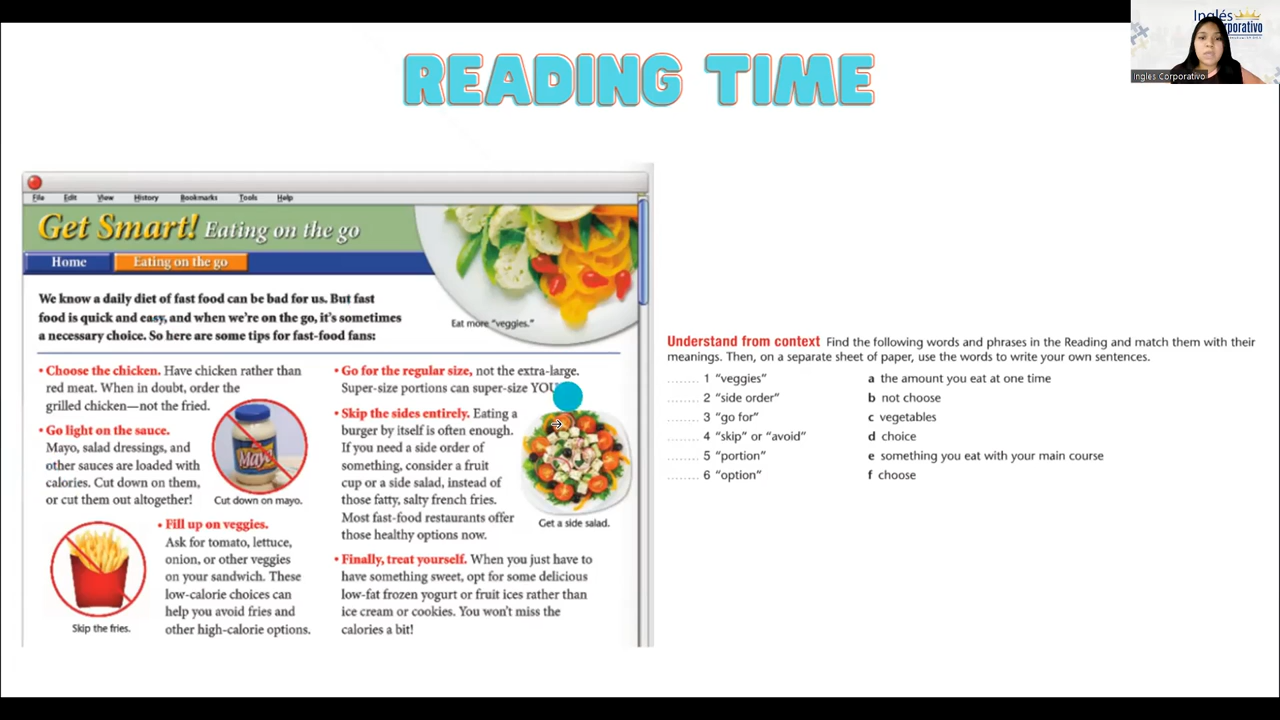 Inglés
Corporativo
Ingles Corporativo
READING TIME
File Edit View History Bookmarks Tools Help
Get Smart! Eating on the go
Home Eating on the go
Eat more "veggies."
We know a daily diet of fast food can be bad for us. But fast
food is quick and easy, and when we're on the go, it's sometimes
a necessary choice. So here are some tips for fast-food fans:
• Choose the chicken. Have chicken rather than
red meat. When in doubt, order the
grilled chicken—not the fried.
• Go light on the sauce.
Mayo, salad dressings, and
other sauces are loaded with
calories. Cut down on them,
or cut them out altogether!
Mayo
Cut down on mayo.
• Fill up on veggies.
Ask for tomato, lettuce,
onion, or other veggies
on your sandwich. These
low-calorie choices can
help you avoid fries and
other high-calorie options.
Skip the fries.
• Go for the regular size, not the extra-large.
Super-size portions can super-size YOU
• Skip the sides entirely. Eating a
burger by itself is often enough.
If you need a side order of
something, consider a fruit
cup or a side salad, instead of
those fatty, salty french fries.
Most fast-food restaurants offer
those healthy options now.
Get a side salad.
• Finally, treat yourself. When you just have to
have something sweet, opt for some delicious
low-fat frozen yogurt or fruit ices rather than
ice cream or cookies. You won't miss the
calories a bit!
Understand from context Find the following words and phrases in the Reading and match them with their
meanings. Then, on a separate sheet of paper, use the words to write your own sentences.
........ 1 "veggies" a the amount you eat at one time
........ 2 "side order" b not choose
........ 3 "go for" c vegetables
........ 4 "skip" or "avoid" d choice
........ 5 "portion" e something you eat with your main course
........ 6 "option" f choose